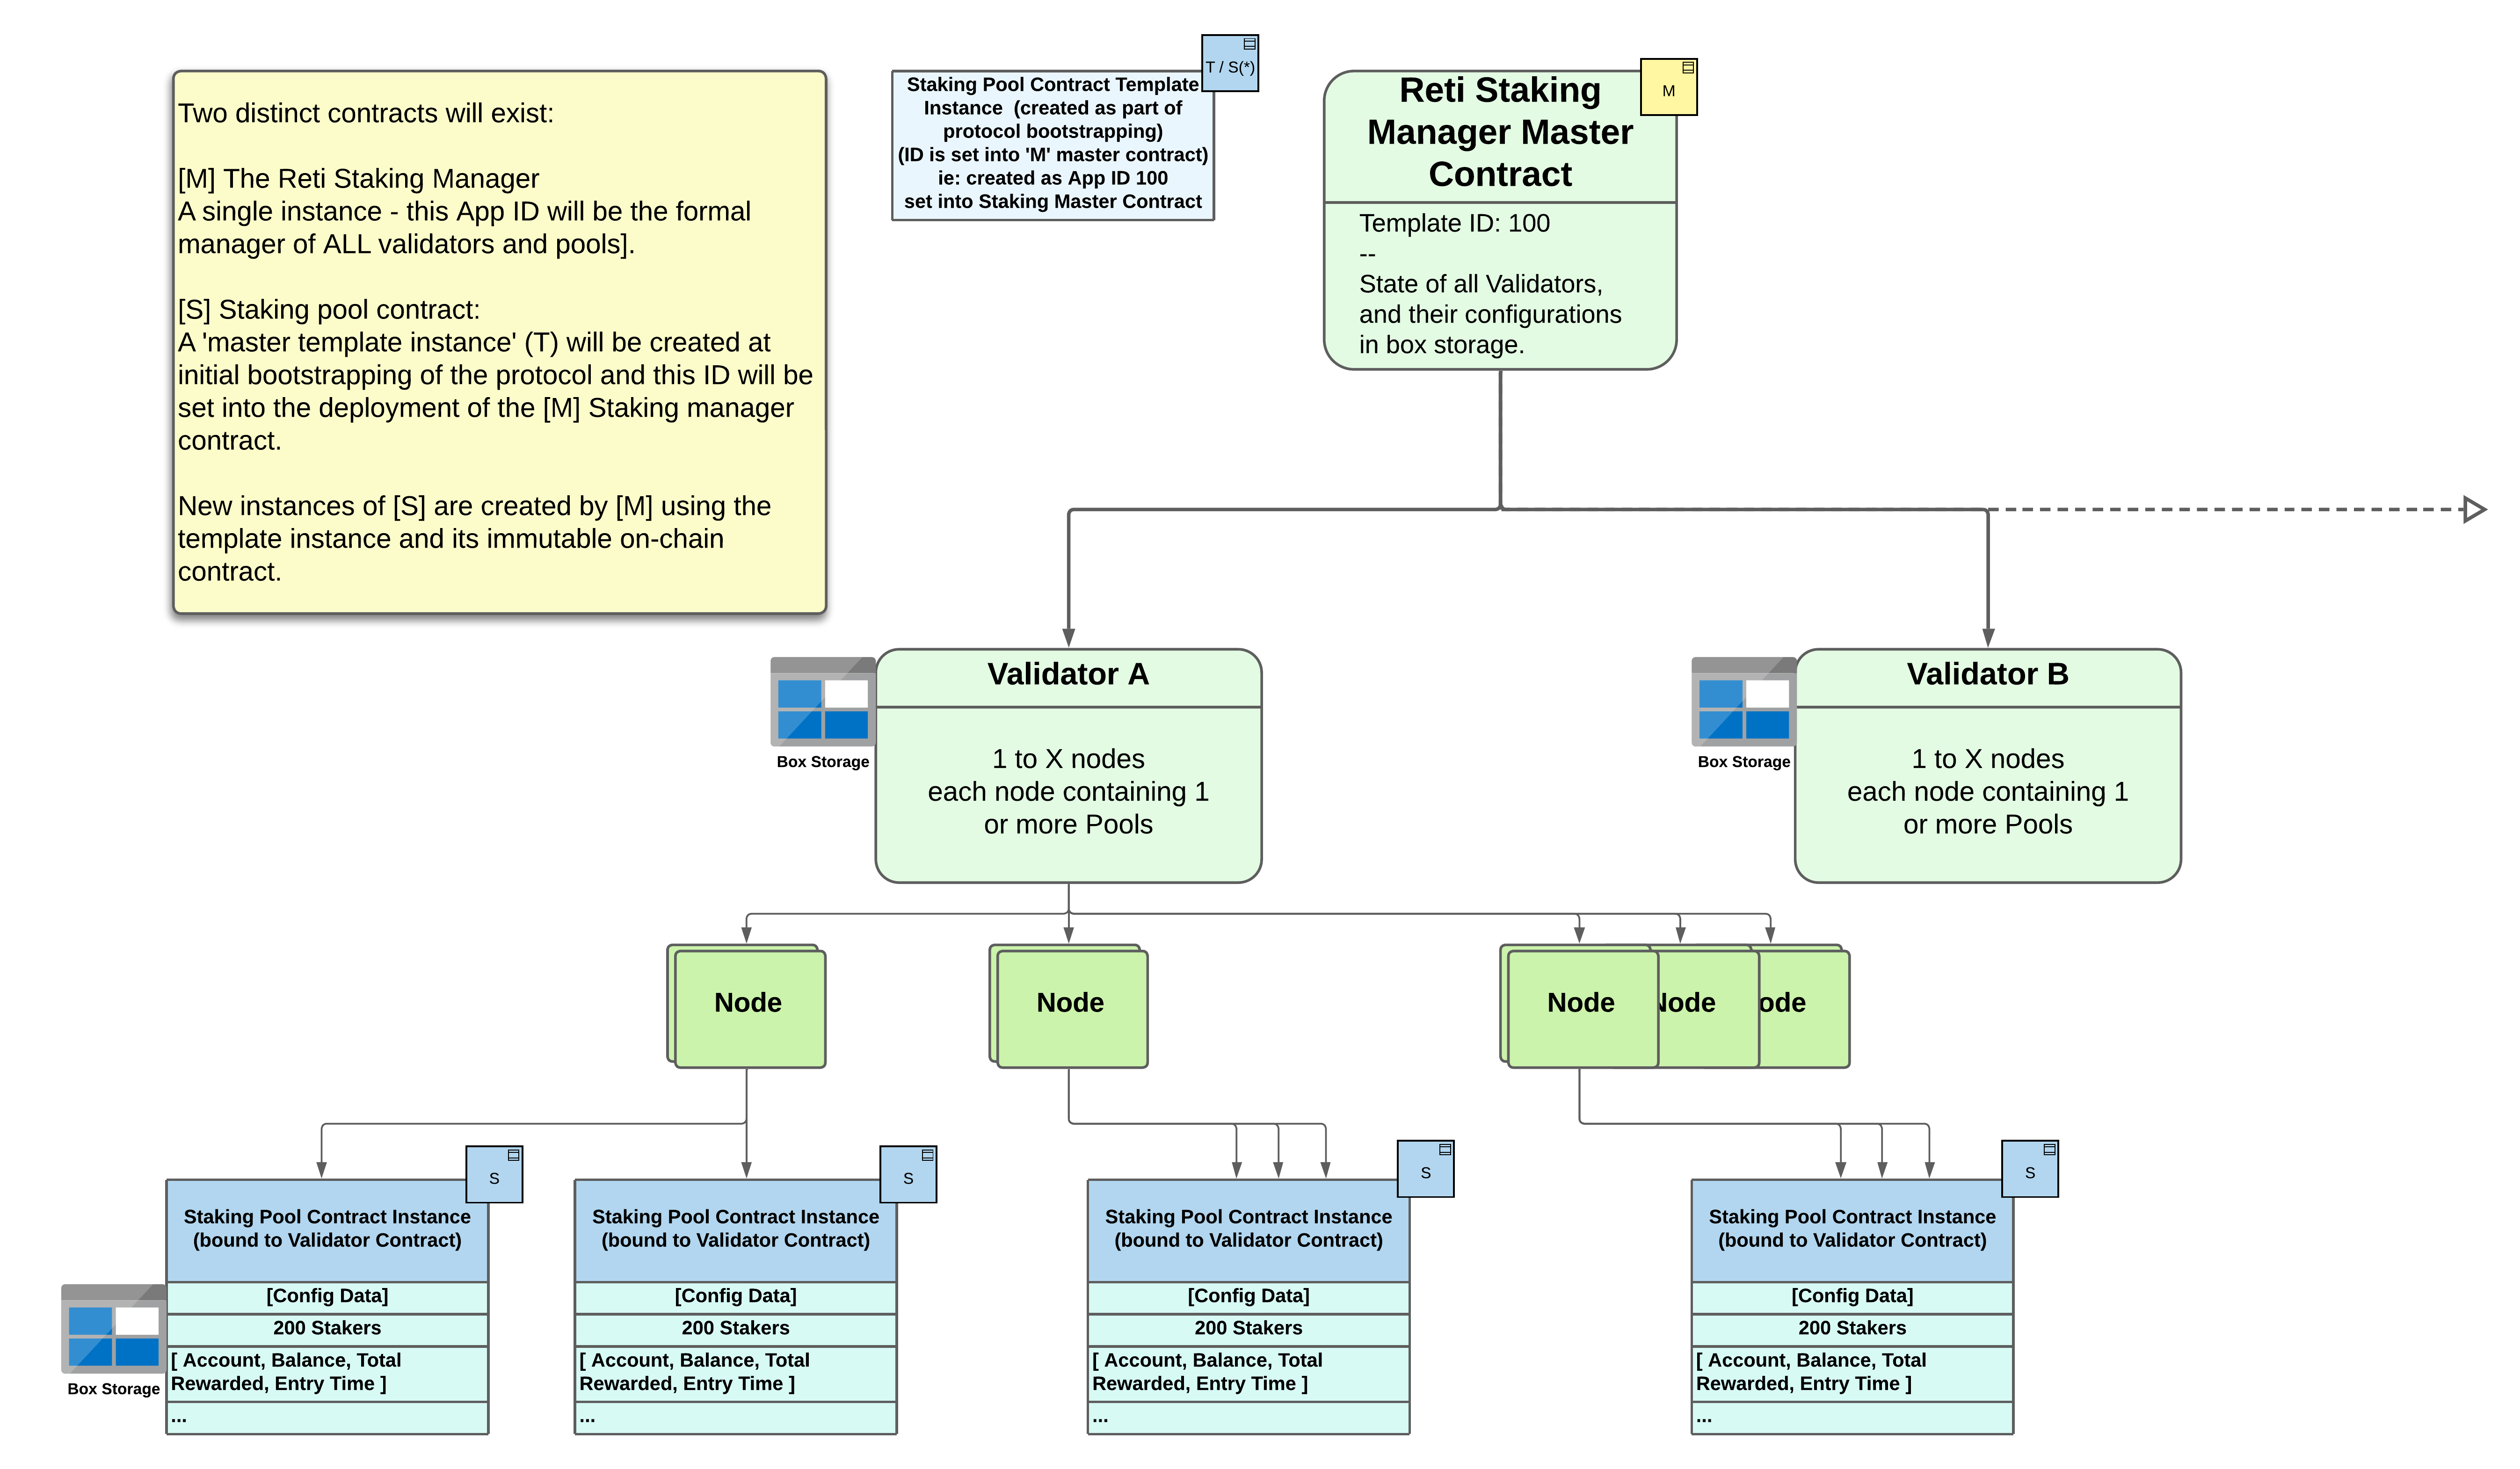 Two distinct contracts will exist:
[M] The Reti Staking Manager
A single instance - this App ID will be the formal
manager of ALL validators and pools].
[S] Staking pool contract:
A 'master template instance' (T) will be created at
initial bootstrapping of the protocol and this ID will be
set into the deployment of the [M] Staking manager
contract.
New instances of [S] are created by [M] using the
template instance and its immutable on-chain
contract.
T / S(*)
Staking Pool Contract Template
Instance  (created as part of
protocol bootstrapping)
(ID is set into 'M' master contract)
ie: created as App ID 100
set into Staking Master Contract
M
Reti Staking
Manager Master
Contract
Template ID: 100
--
State of all Validators,
and their configurations
in box storage.
Box Storage
Validator A
1 to X nodes
each node containing 1
or more Pools
Box Storage
Validator B
1 to X nodes
each node containing 1
or more Pools
Node
Node
Node
Node
ode
S
Staking Pool Contract Instance
(bound to Validator Contract)
[Config Data]
200 Stakers
[ Account, Balance, Total
Rewarded, Entry Time ]
...
Box Storage
S
Staking Pool Contract Instance
(bound to Validator Contract)
[Config Data]
200 Stakers
[ Account, Balance, Total
Rewarded, Entry Time ]
...
S
Staking Pool Contract Instance
(bound to Validator Contract)
[Config Data]
200 Stakers
[ Account, Balance, Total
Rewarded, Entry Time ]
...
S
Staking Pool Contract Instance
(bound to Validator Contract)
[Config Data]
200 Stakers
[ Account, Balance, Total
Rewarded, Entry Time ]
...